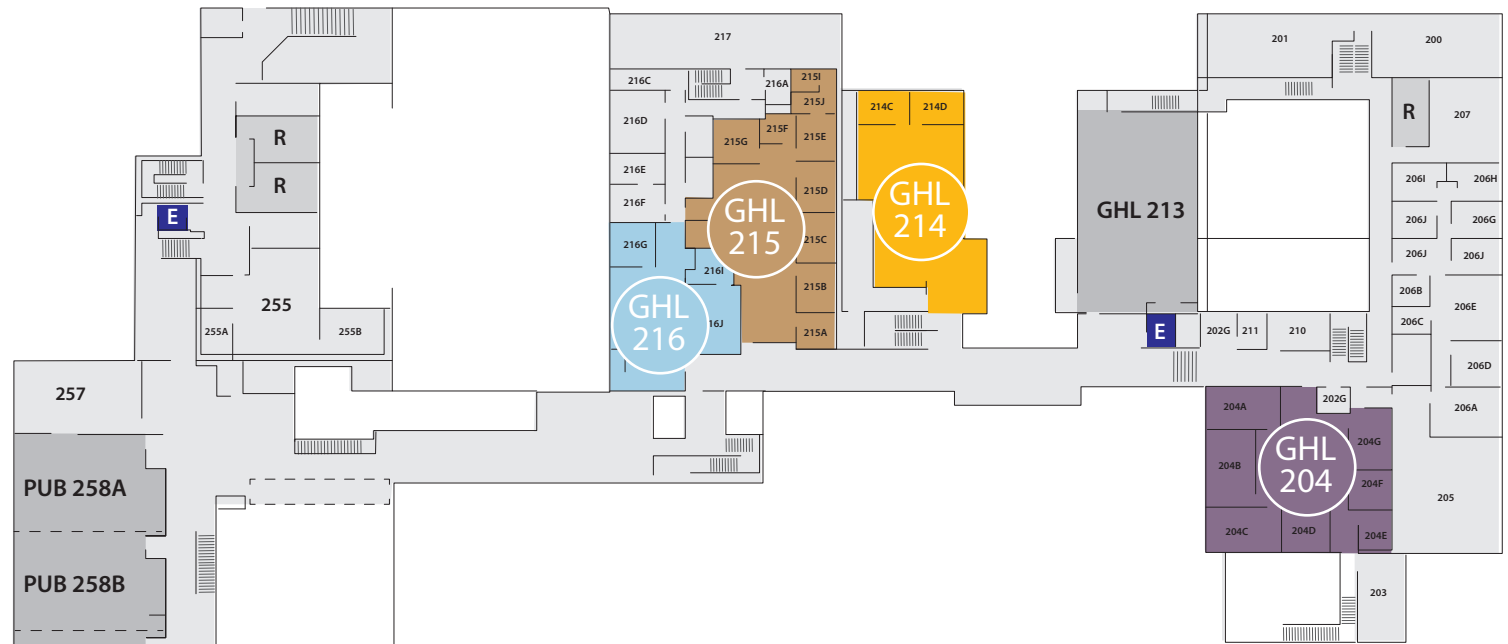 217
201
200
216C
216A
215I
215J
214C
214D
R
207
216D
215F
215G
215E
R
R
216E
216F
215D
GHL
215
GHL
214
GHL 213
206I
206H
206J
206G
E
216G
215C
206J
206J
216I
215B
206B
206E
255
GHL
216
216J
206C
255A
255B
215A
E
202G
211
210
206D
257
202G
204A
206A
204G
GHL
204
204B
204F
PUB 258A
205
204C
204D
204E
PUB 258B
203